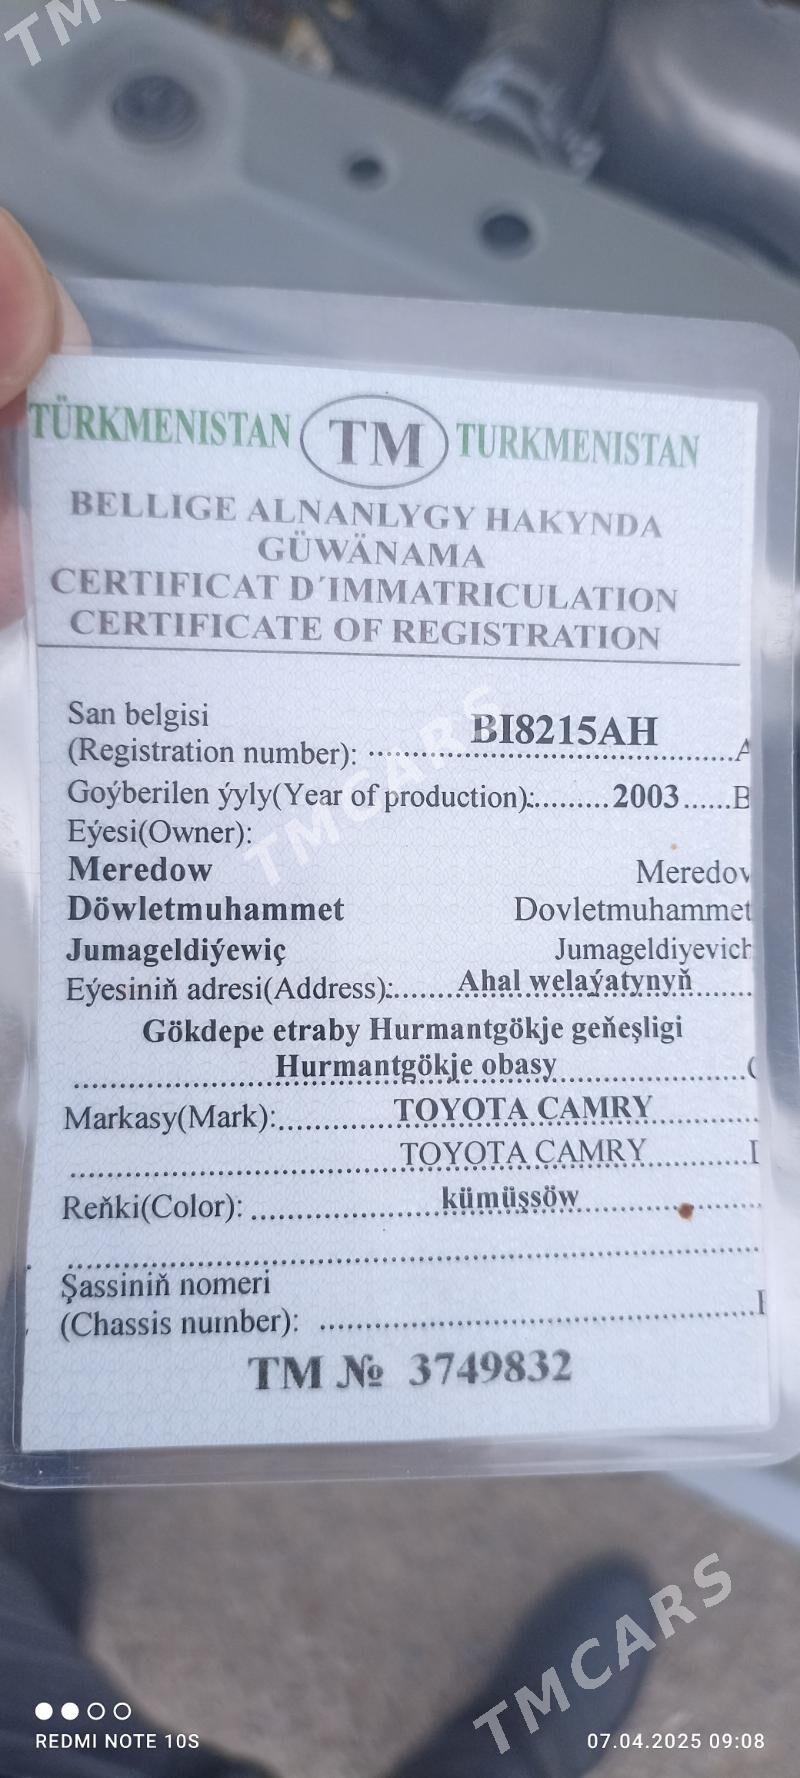 TMC
TÜRKMENISTAN TM TURKMENISTAN
BELLIGE ALNANLYGY HAKYNDA
GÜWÄNAMA
CERTIFICAT D'IMMATRICULATION
CERTIFICATE OF REGISTRATION
San belgisi
(Registration number): BI8215AH A
Goýberilen ýyly(Year of production): 2003 B
Eýesi(Owner):
Meredow Meredov
Döwletmuhammet Dovletmuhammet
Jumageldiýewiç Jumageldiyevich
Eýesiniň adresi(Address): Ahal welaýatynyň
Gökdepe etraby Hurmantgökje geňeşligi
Hurmantgökje obasy
Markasy(Mark): TOYOTA CAMRY
TOYOTA CAMRY
Reňki(Color): kümüşsöw
Şassiniň nomeri
(Chassis number):
TM № 3749832
TMCARS
TMCARS
REDMI NOTE 10S
07.04.2025 09:08